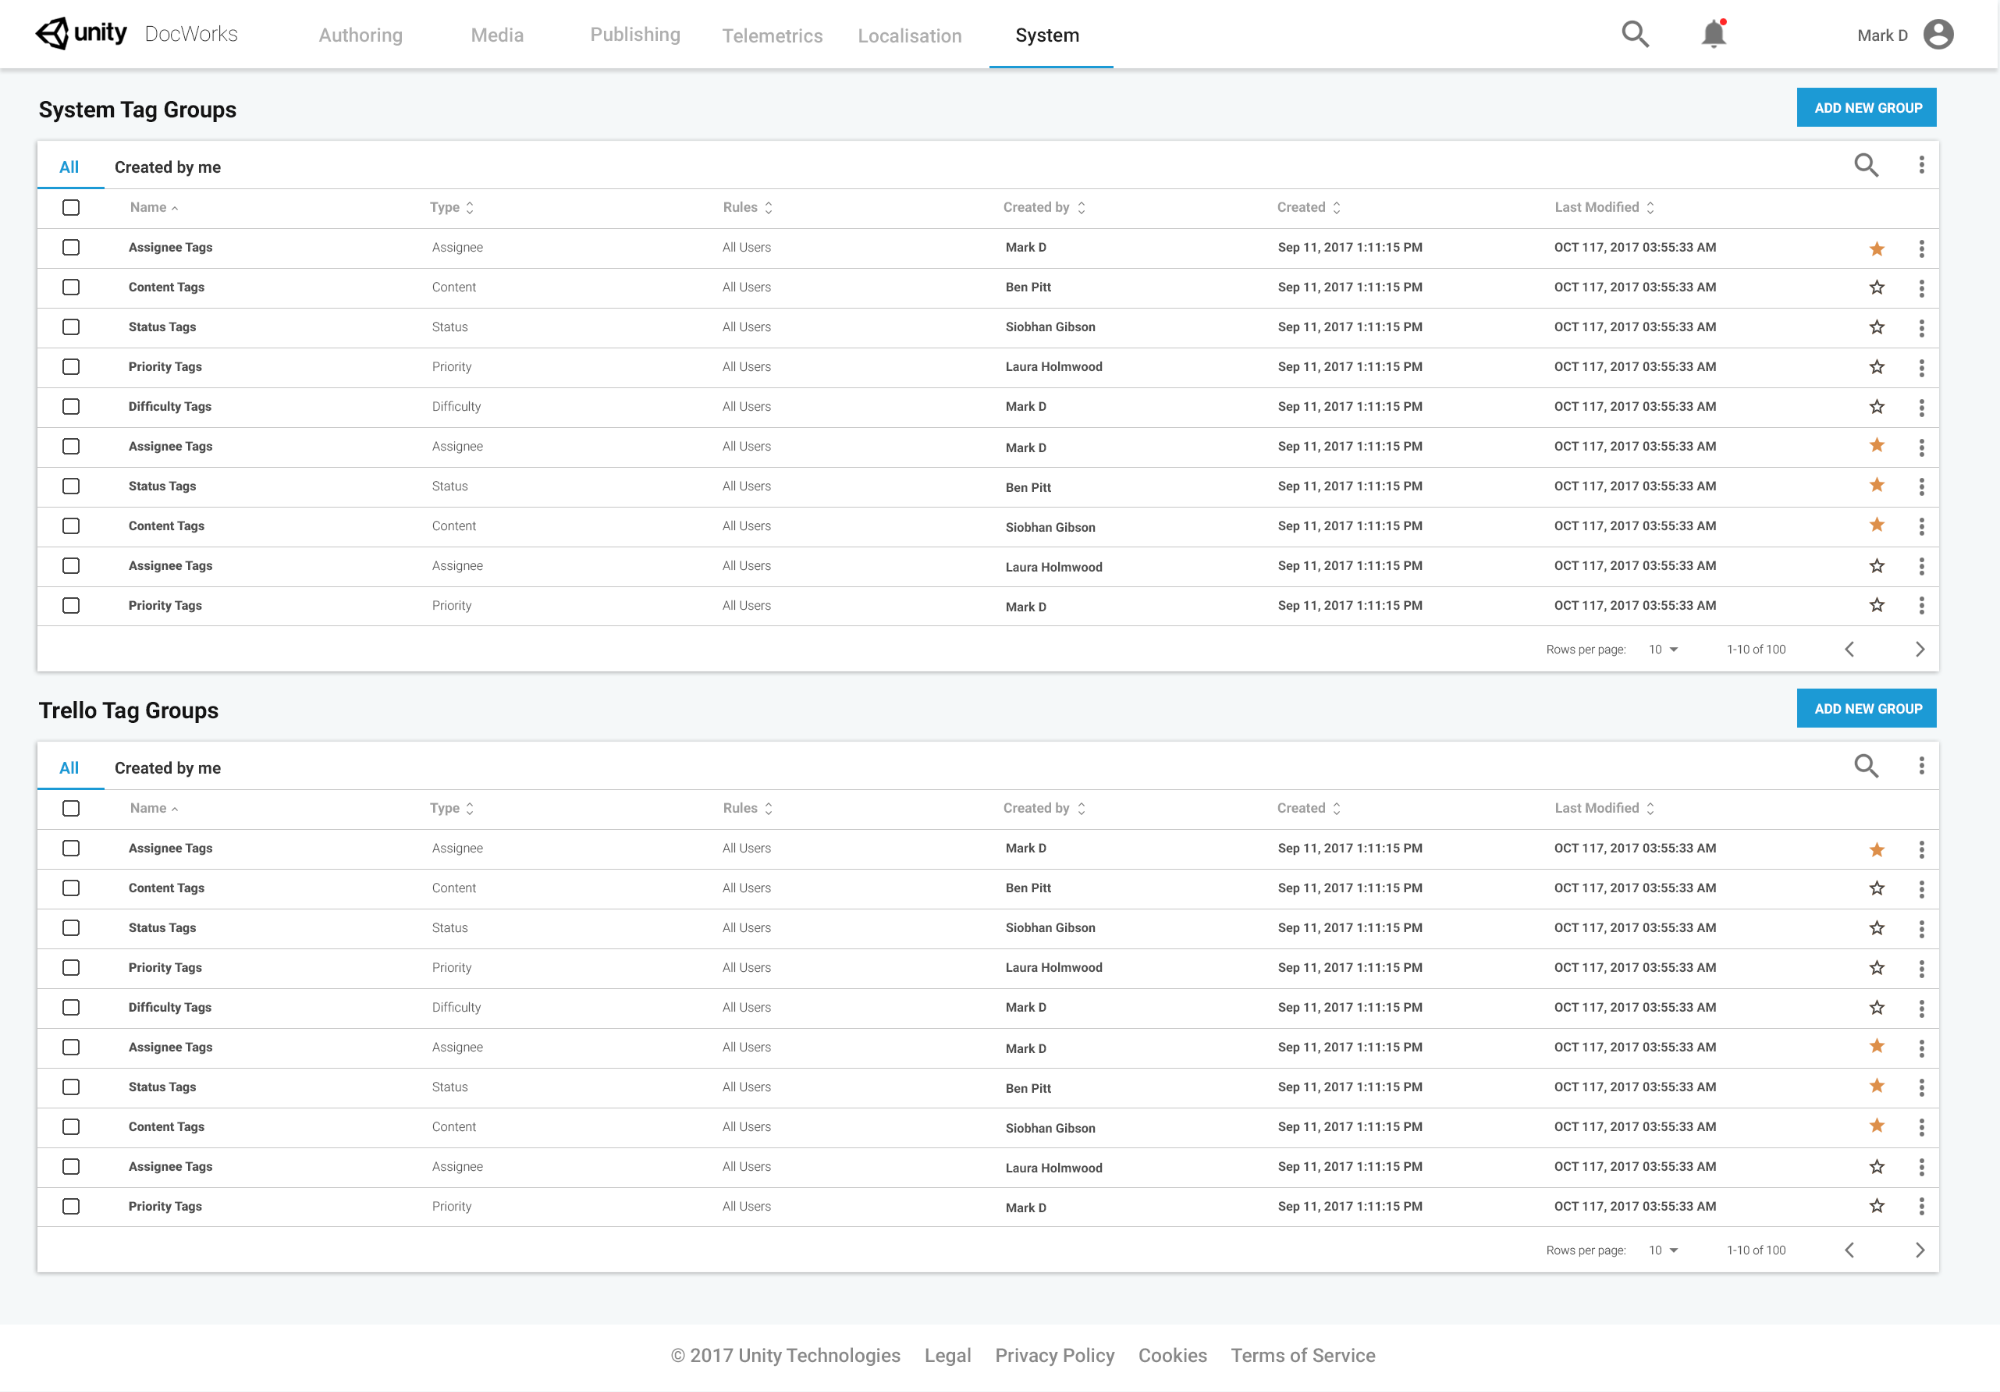 unity DocWorks Authoring Media Publishing Telemetrics Localisation System Mark D
System Tag Groups ADD NEW GROUP
All Created by me
Name Type Rules Created by Created Last Modified
Assignee Tags Assignee All Users Mark D Sep 11, 2017 1:11:15 PM OCT 117, 2017 03:55:33 AM
Content Tags Content All Users Ben Pitt Sep 11, 2017 1:11:15 PM OCT 117, 2017 03:55:33 AM
Status Tags Status All Users Siobhan Gibson Sep 11, 2017 1:11:15 PM OCT 117, 2017 03:55:33 AM
Priority Tags Priority All Users Laura Holmwood Sep 11, 2017 1:11:15 PM OCT 117, 2017 03:55:33 AM
Difficulty Tags Difficulty All Users Mark D Sep 11, 2017 1:11:15 PM OCT 117, 2017 03:55:33 AM
Assignee Tags Assignee All Users Mark D Sep 11, 2017 1:11:15 PM OCT 117, 2017 03:55:33 AM
Status Tags Status All Users Ben Pitt Sep 11, 2017 1:11:15 PM OCT 117, 2017 03:55:33 AM
Content Tags Content All Users Siobhan Gibson Sep 11, 2017 1:11:15 PM OCT 117, 2017 03:55:33 AM
Assignee Tags Assignee All Users Laura Holmwood Sep 11, 2017 1:11:15 PM OCT 117, 2017 03:55:33 AM
Priority Tags Priority All Users Mark D Sep 11, 2017 1:11:15 PM OCT 117, 2017 03:55:33 AM
Rows per page: 10 1-10 of 100
Trello Tag Groups ADD NEW GROUP
All Created by me
Name Type Rules Created by Created Last Modified
Assignee Tags Assignee All Users Mark D Sep 11, 2017 1:11:15 PM OCT 117, 2017 03:55:33 AM
Content Tags Content All Users Ben Pitt Sep 11, 2017 1:11:15 PM OCT 117, 2017 03:55:33 AM
Status Tags Status All Users Siobhan Gibson Sep 11, 2017 1:11:15 PM OCT 117, 2017 03:55:33 AM
Priority Tags Priority All Users Laura Holmwood Sep 11, 2017 1:11:15 PM OCT 117, 2017 03:55:33 AM
Difficulty Tags Difficulty All Users Mark D Sep 11, 2017 1:11:15 PM OCT 117, 2017 03:55:33 AM
Assignee Tags Assignee All Users Mark D Sep 11, 2017 1:11:15 PM OCT 117, 2017 03:55:33 AM
Status Tags Status All Users Ben Pitt Sep 11, 2017 1:11:15 PM OCT 117, 2017 03:55:33 AM
Content Tags Content All Users Siobhan Gibson Sep 11, 2017 1:11:15 PM OCT 117, 2017 03:55:33 AM
Assignee Tags Assignee All Users Laura Holmwood Sep 11, 2017 1:11:15 PM OCT 117, 2017 03:55:33 AM
Priority Tags Priority All Users Mark D Sep 11, 2017 1:11:15 PM OCT 117, 2017 03:55:33 AM
Rows per page: 10 1-10 of 100
© 2017 Unity Technologies Legal Privacy Policy Cookies Terms of Service